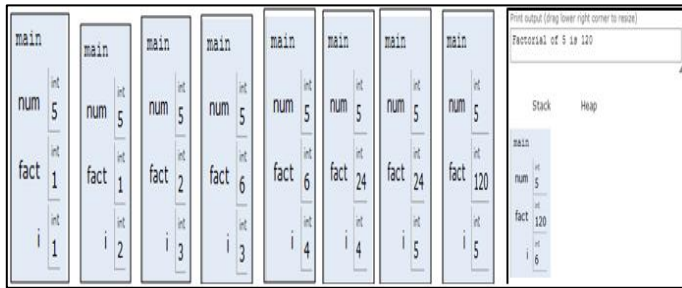 main
int
num 5
int
fact 1
int
i 1
main
int
num 5
int
fact 1
int
i 2
main
int
num 5
int
fact 2
int
i 3
main
int
num 5
int
fact 6
int
i 3
main
int
num 5
int
fact 6
int
i 4
main
int
num 5
int
fact 24
int
i 4
main
int
num 5
int
fact 24
int
i 5
main
int
num 5
int
fact 120
int
i 5
Print output (drag lower right corner to resize)
Factorial of 5 is 120
Stack Heap
main
int
num 5
int
fact 120
int
i 6